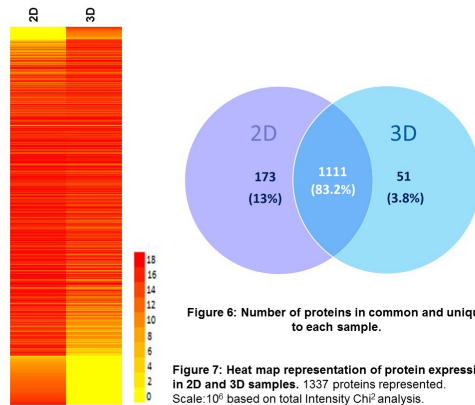 2D 3D
2D 3D
173 1111 51
(13%) (83.2%) (3.8%)
18
16
14
12
10
8
6
4
2
0
Figure 6: Number of proteins in common and uniqu
to each sample.
Figure 7: Heat map representation of protein expressi
in 2D and 3D samples. 1337 proteins represented.
Scale:10⁶ based on total Intensity Chi² analysis.